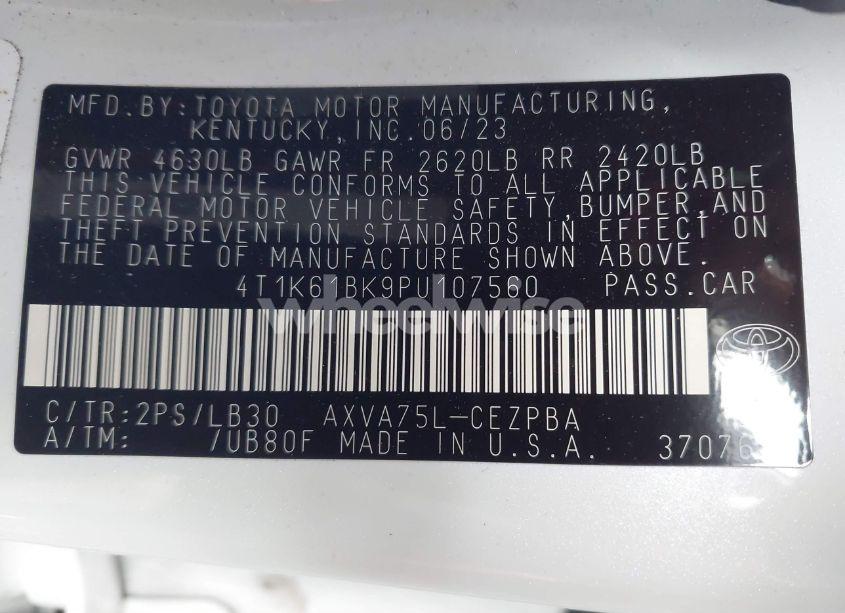 MFD.BY:TOYOTA MOTOR MANUFACTURING,
KENTUCKY,INC.06/23
GVWR 4630LB GAWR FR 2620LB RR 2420LB
THIS VEHICLE CONFORMS TO ALL APPLICABLE
FEDERAL MOTOR VEHICLE SAFETY,BUMPER,AND
THEFT PREVENTION STANDARDS IN EFFECT ON
THE DATE OF MANUFACTURE SHOWN ABOVE.
4T1K61BK9PU107560 PASS.CAR
wheelwise
C/TR:2PS/LB30 AXVA75L-CEZPBA
A/TM: /UB80F MADE IN U.S.A.